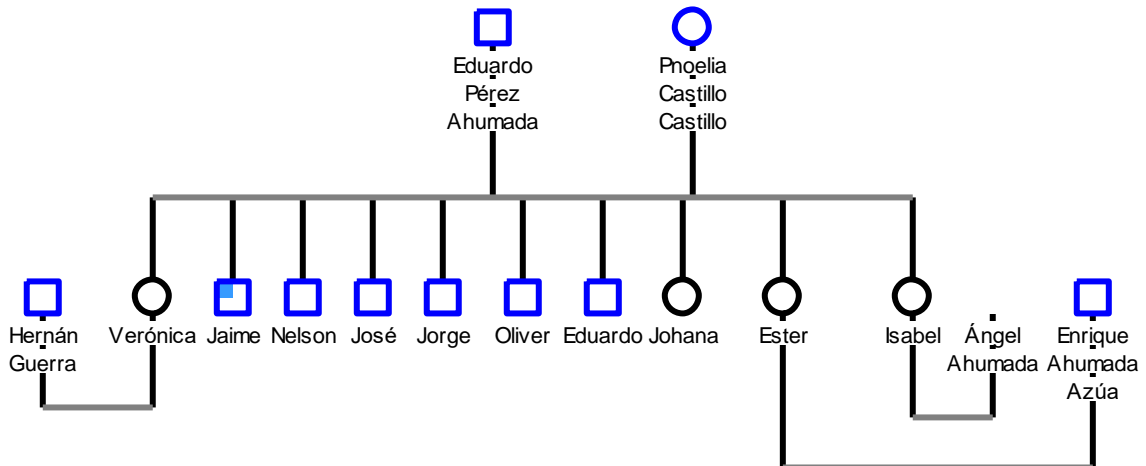 Eduardo
Pérez
Ahumada
Pnoelia
Castillo
Castillo
Hernán
Guerra
Verónica
Jaime
Nelson
José
Jorge
Oliver
Eduardo
Johana
Ester
Isabel
Ángel
Ahumada
Enrique
Ahumada
Azúa